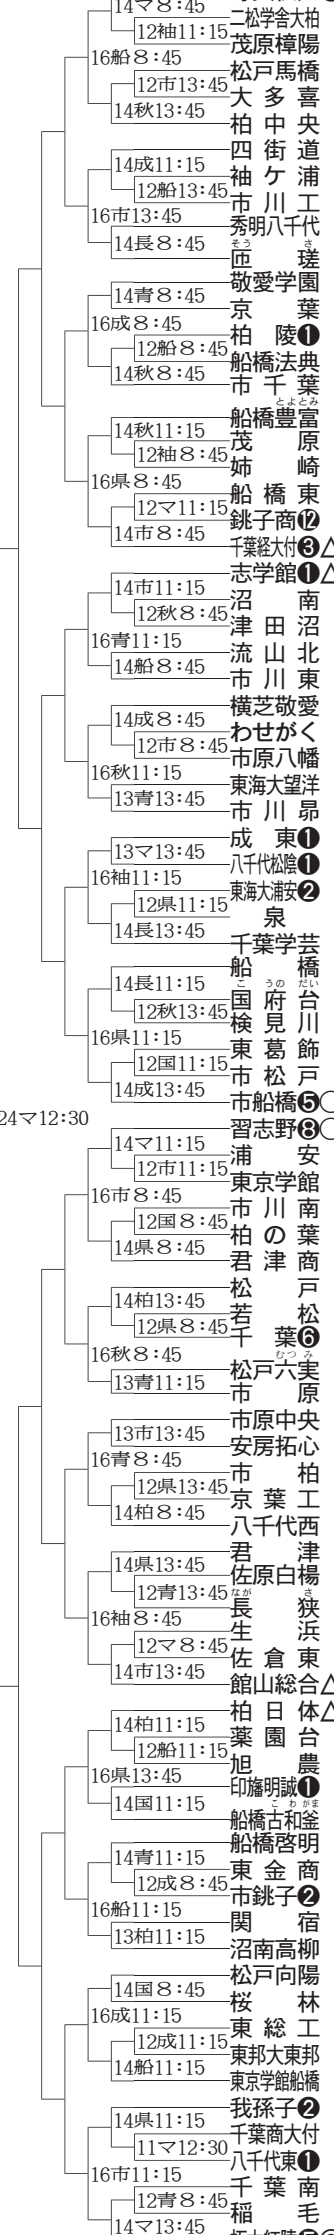 14マ8:45
二松学舎大柏
12袖11:15
茂原樟陽
16船8:45
松戸馬橋
12市13:45
大多喜
14秋13:45
柏中央
四街道
14成11:15
袖ケ浦
12船13:45
市川工
16市13:45
秀明八千代
14長8:45
そう さ
匝瑳
敬愛学園
14青8:45
京葉
16成8:45
柏陵❶
12船8:45
船橋法典
14秋8:45
市千葉
とよとみ
船橋豊富
14秋11:15
茂原
12袖8:45
姉崎
16県8:45
船橋東
12マ11:15
銚子商⓬
14市8:45
千葉経大付❸△
志学館❶△
14市11:15
沼南
12秋8:45
津田沼
16青11:15
流山北
14船8:45
市川東
横芝敬愛
14成8:45
わせがく
12市8:45
市原八幡
16秋11:15
東海大望洋
13青13:45
市川昴
成東❶
13マ13:45
八千代松陰❶
16袖11:15
東海大浦安❷
12県11:15
泉
14長13:45
千葉学芸
船橋
14長11:15
こうのだい
国府台
12秋13:45
検見川
16県11:15
東葛飾
12国11:15
市松戸
14成13:45
市船橋❺○
24マ12:30
習志野❽○
14マ11:15
浦安
12市11:15
東京学館
16市8:45
市川南
12国8:45
柏の葉
14県8:45
君津商
松戸
14柏13:45
若松
12県8:45
千葉❻
16秋8:45
むつみ
松戸六実
13青11:15
市原
市原中央
13市13:45
安房拓心
16青8:45
市柏
12県13:45
京葉工
14柏8:45
八千代西
君津
14県13:45
佐原白楊
12青13:45
なが さ
長狭
16袖8:45
生浜
12マ8:45
佐倉東
14市13:45
館山総合△
柏日体△
14柏11:15
薬園台
12船11:15
旭農
16県13:45
印旛明誠❶
14国11:15
こわがま
船橋古和釜
船橋啓明
14青11:15
東金商
12成8:45
市銚子❷
16船11:15
関宿
13柏11:15
沼南高柳
松戸向陽
14国8:45
桜林
16成11:15
東総工
12成11:15
東邦大東邦
14船11:15
東京学館船橋
我孫子❷
14県11:15
千葉商大付
11マ12:30
八千代東❶
16市11:15
千葉南
12青8:45
稲毛
14マ13:45